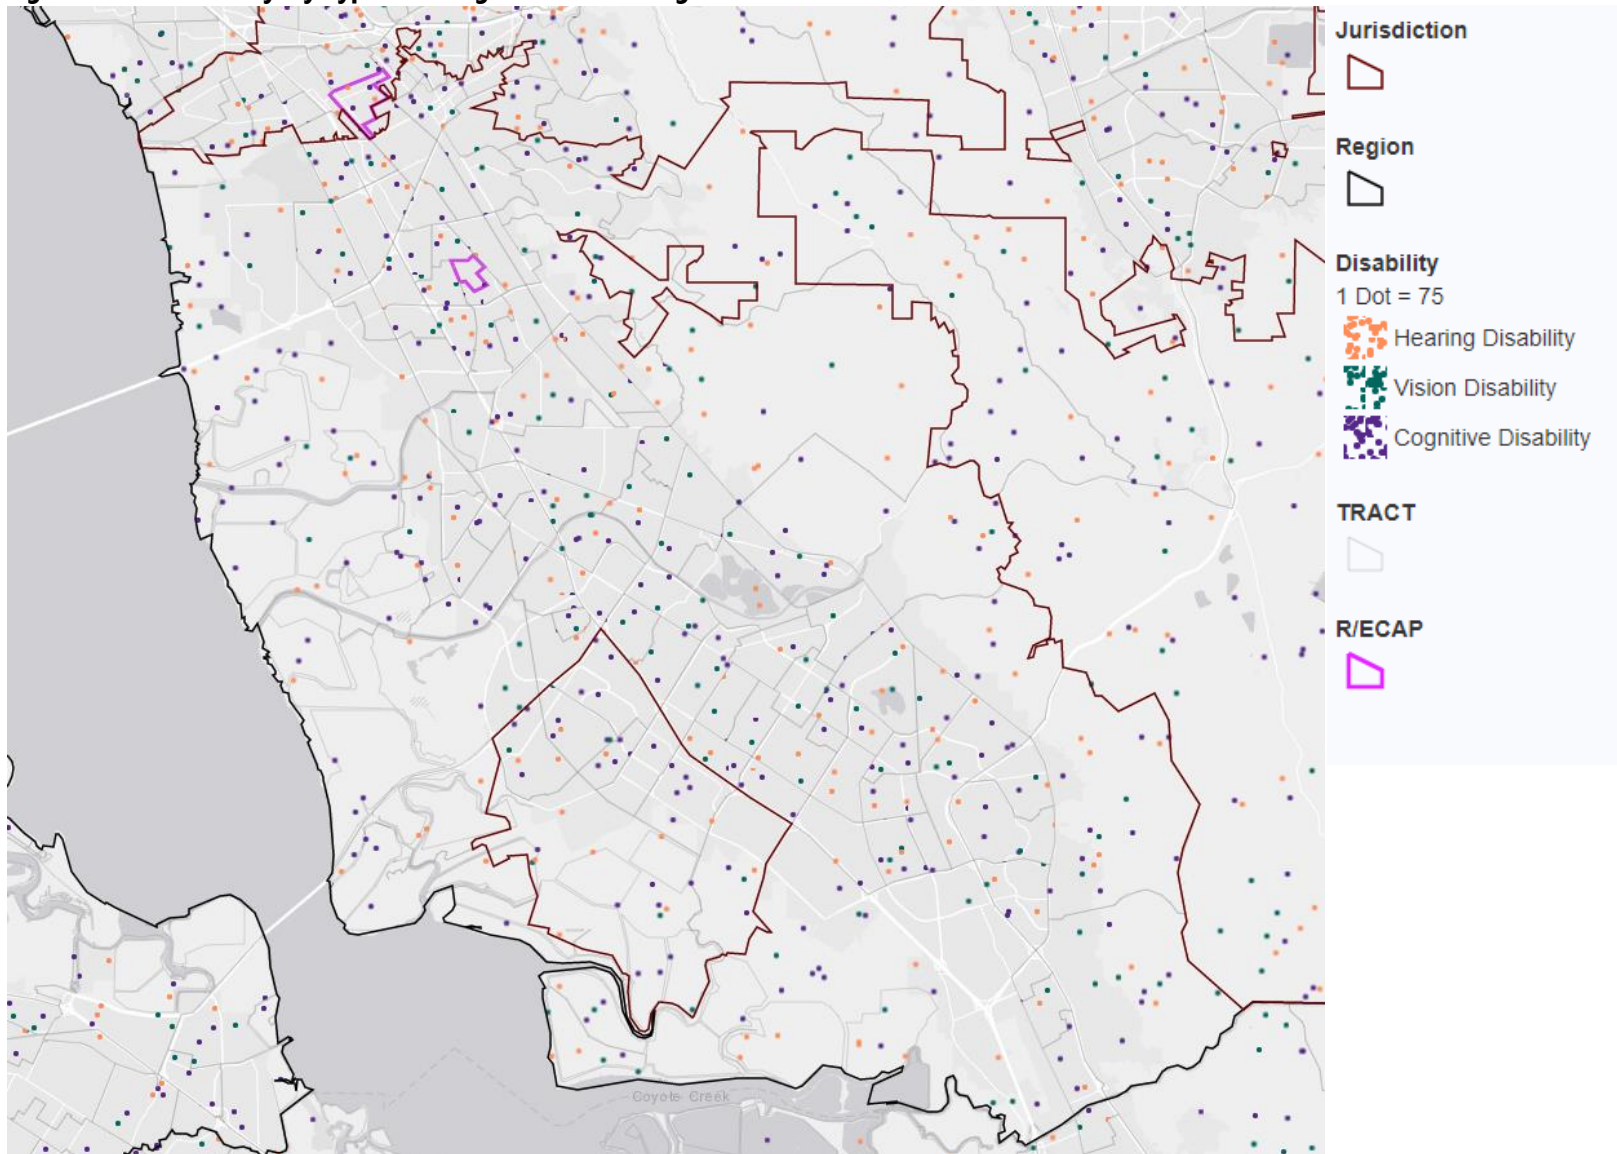 Jurisdiction
Region
Disability
1 Dot = 75
Hearing Disability
Vision Disability
Cognitive Disability
TRACT
R/ECAP
Coyote Creek